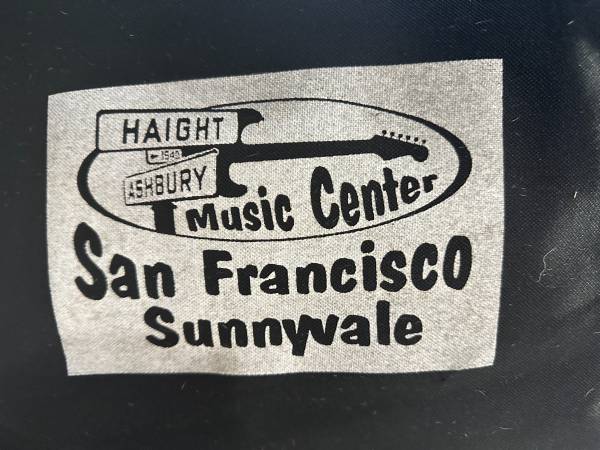 HAIGHT
1540
ASHBURY
Music Center
San Francisco
Sunnyvale